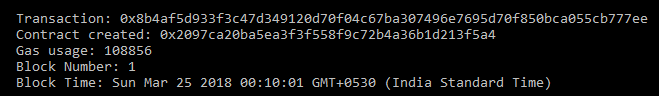 Transaction: 0x8b4af5d933f3c47d349120d70f04c67ba307496e7695d70f850bca055cb777ee
Contract created: 0x2097ca20ba5ea3f3f558f9c72b4a36b1d213f5a4
Gas usage: 108856
Block Number: 1
Block Time: Sun Mar 25 2018 00:10:01 GMT+0530 (India Standard Time)